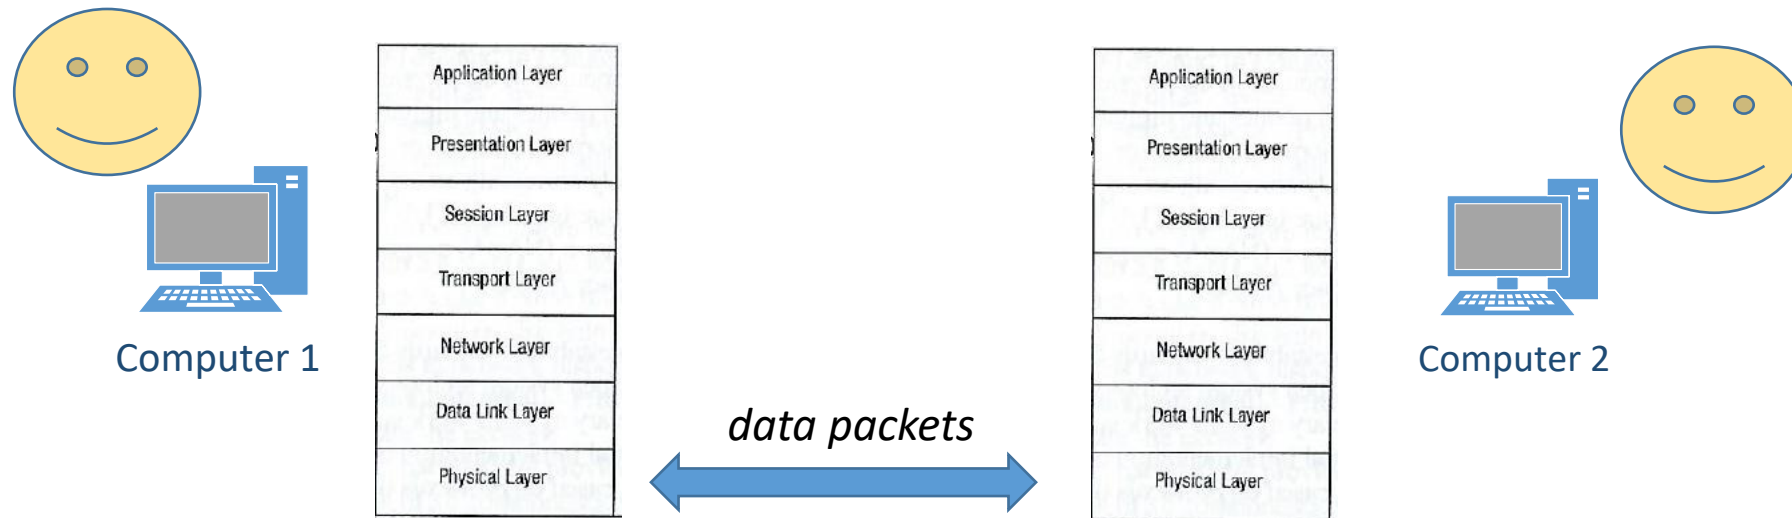 Application Layer
Presentation Layer
Session Layer
Transport Layer
Network Layer
Data Link Layer
Physical Layer
Computer 1
data packets
Application Layer
Presentation Layer
Session Layer
Transport Layer
Network Layer
Data Link Layer
Physical Layer
Computer 2